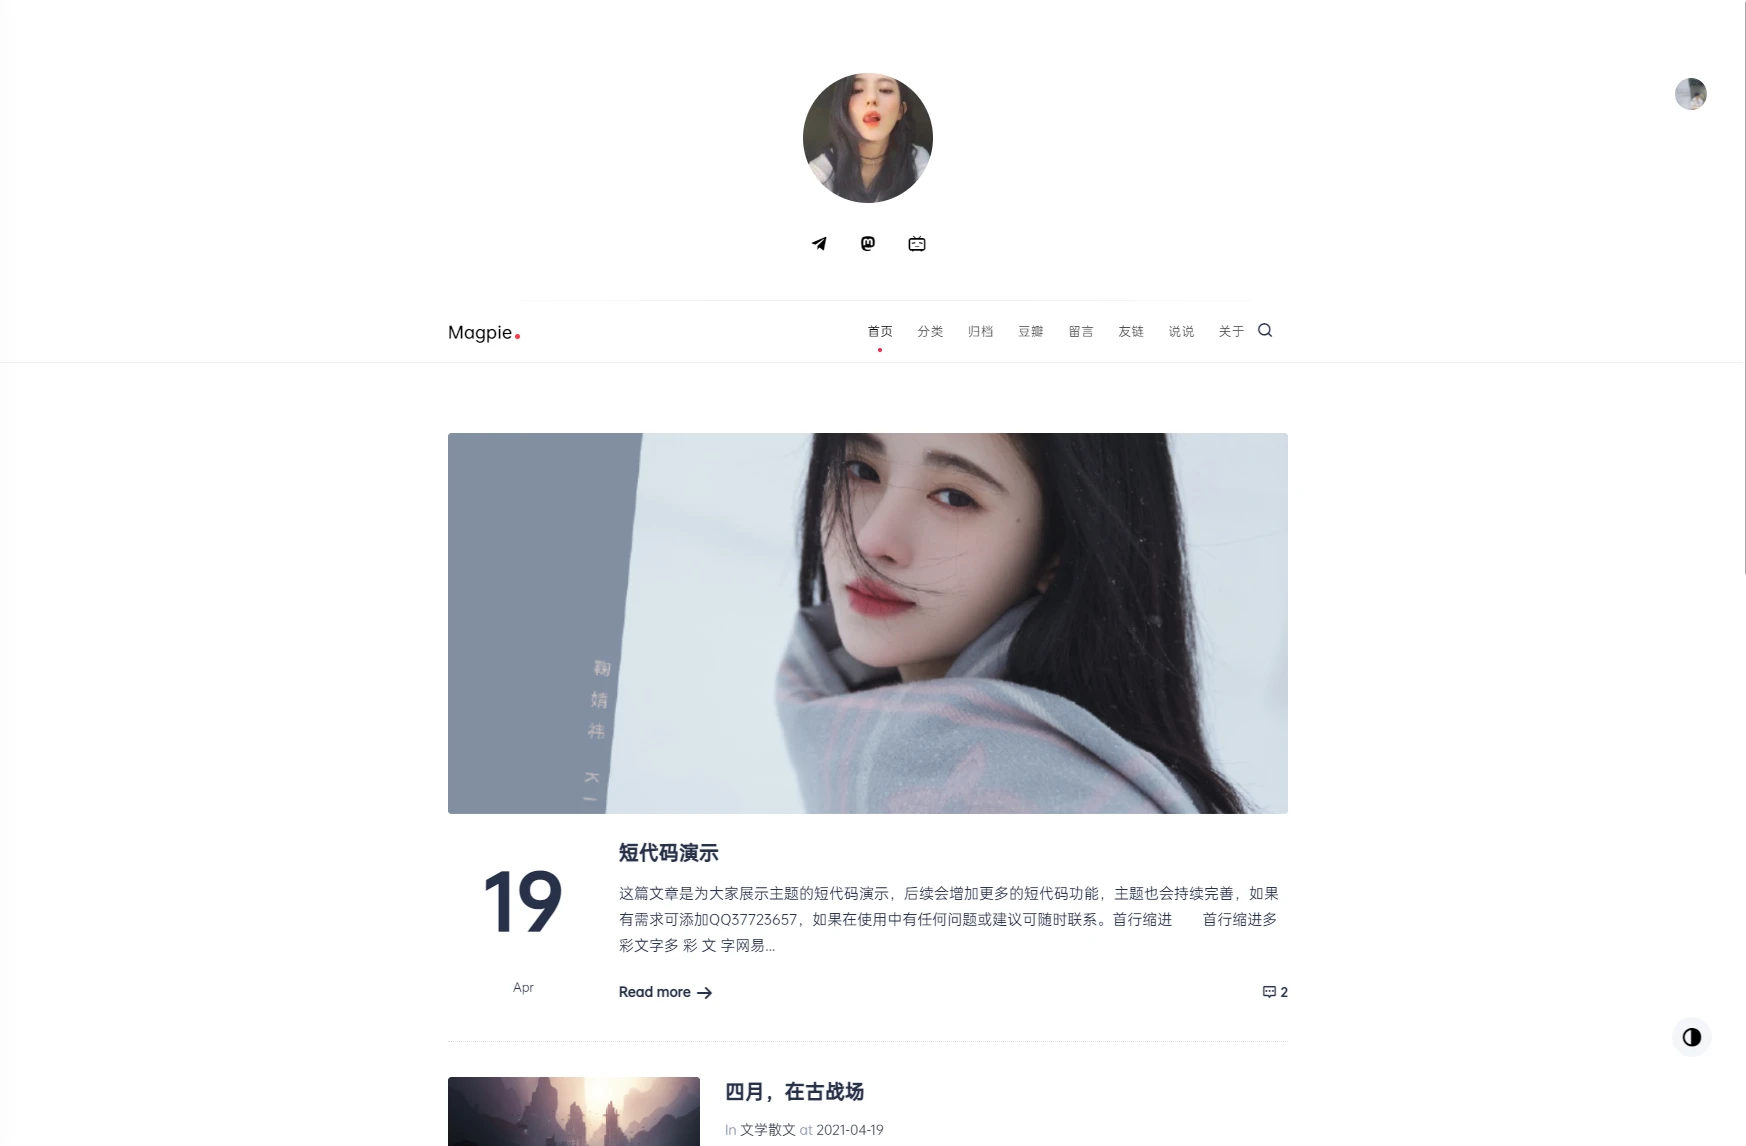 Magpie.
首页 分类 归档 豆瓣 留言 友链 说说 关于
鞠婧祎
短代码演示
19
Apr
这篇文章是为大家展示主题的短代码演示，后续会增加更多的短代码功能，主题也会持续完善，如果
有需求可添加QQ37723657，如果在使用中有任何问题或建议可随时联系。首行缩进　　首行缩进多
彩文字多 彩 文 字网易...
Read more
2
四月，在古战场
In 文学散文 at 2021-04-19